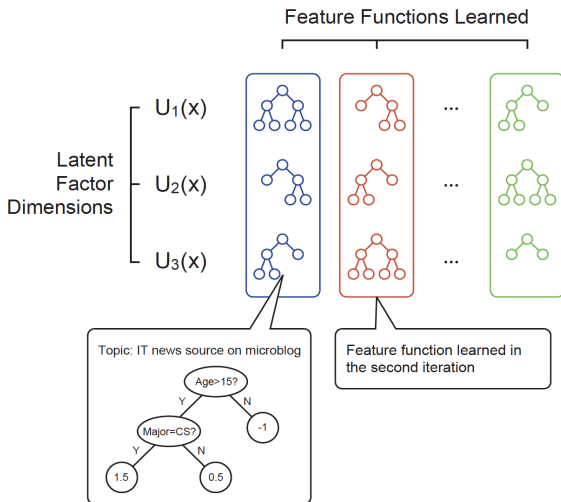 Feature Functions Learned
U1(x)
...
Latent
Factor
Dimensions
U2(x)
...
U3(x)
...
Topic: IT news source on microblog
Age>15?
Y
N
Major=CS?
-1
Y
N
1.5
0.5
Feature function learned in
the second iteration